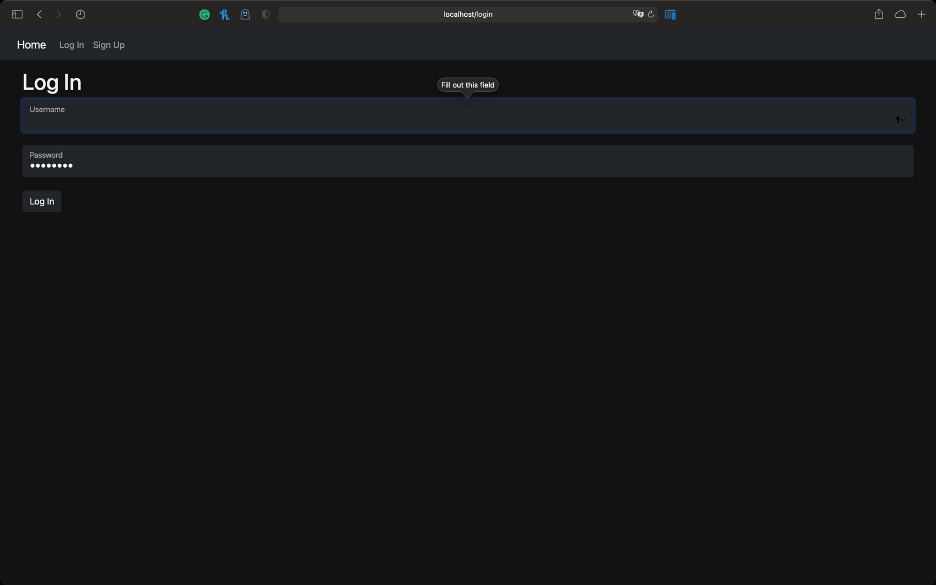 localhost/login
Home Log In Sign Up
Log In
Fill out this field
Username
Password
Log In